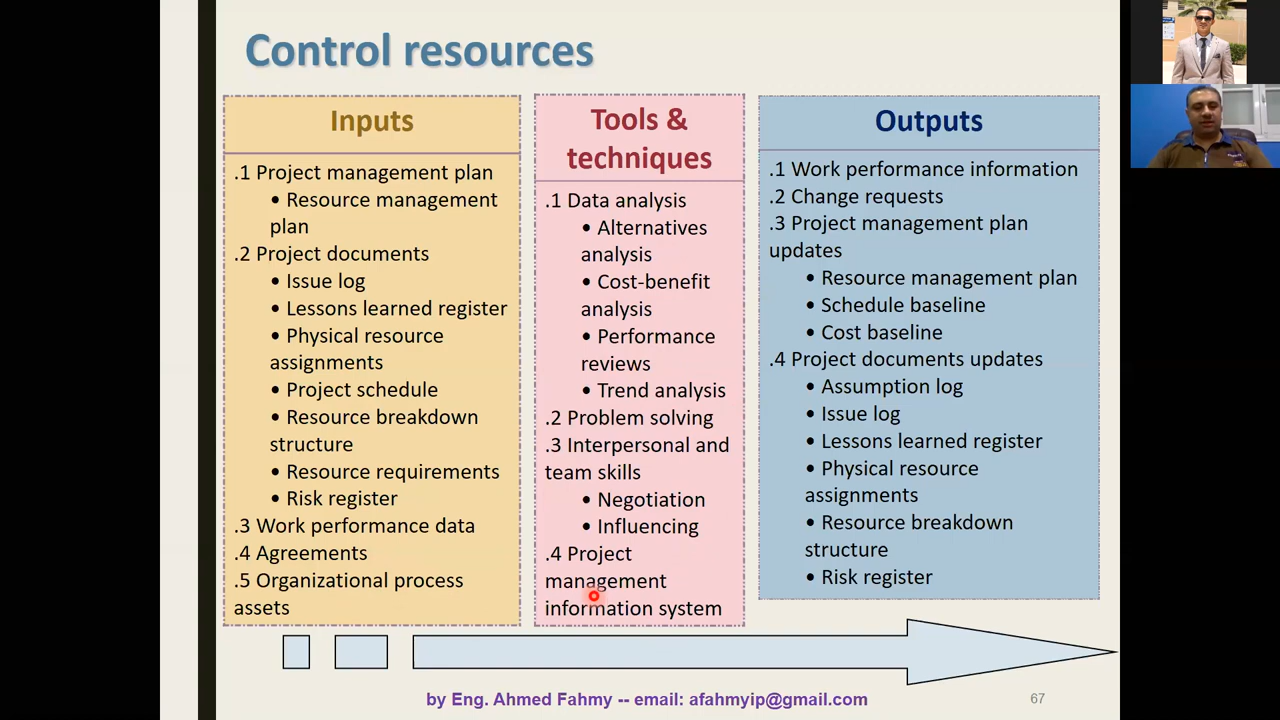 Control resources
Inputs
.1 Project management plan
• Resource management
plan
.2 Project documents
• Issue log
• Lessons learned register
• Physical resource
assignments
• Project schedule
• Resource breakdown
structure
• Resource requirements
• Risk register
.3 Work performance data
.4 Agreements
.5 Organizational process
assets
Tools &
techniques
.1 Data analysis
• Alternatives
analysis
• Cost-benefit
analysis
• Performance
reviews
• Trend analysis
.2 Problem solving
.3 Interpersonal and
team skills
• Negotiation
• Influencing
.4 Project
management
information system
Outputs
.1 Work performance information
.2 Change requests
.3 Project management plan
updates
• Resource management plan
• Schedule baseline
• Cost baseline
.4 Project documents updates
• Assumption log
• Issue log
• Lessons learned register
• Physical resource
assignments
• Resource breakdown
structure
• Risk register
by Eng. Ahmed Fahmy -- email: afahmyip@gmail.com
67